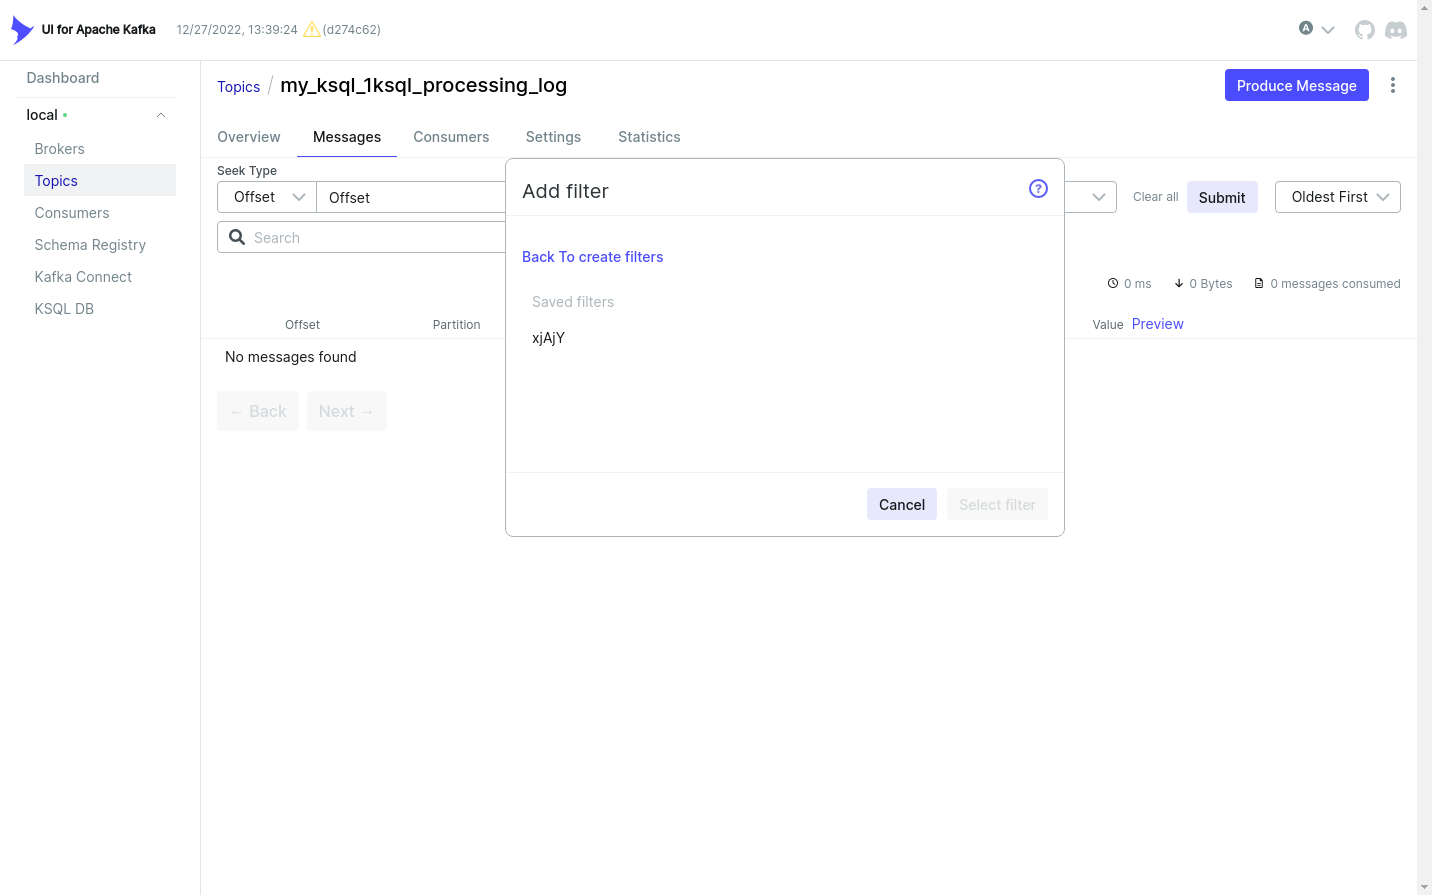 UI for Apache Kafka 12/27/2022, 13:39:24 (d274c62) A
Dashboard
local
Brokers
Topics
Consumers
Schema Registry
Kafka Connect
KSQL DB
Topics / my_ksql_1ksql_processing_log Produce Message
Overview Messages Consumers Settings Statistics
Seek Type
Offset Offset Clear all Submit Oldest First
Search
0 ms 0 Bytes 0 messages consumed
Offset Partition Value Preview
No messages found
← Back Next →
Add filter ?
Back To create filters
Saved filters
xjAjY
Cancel Select filter